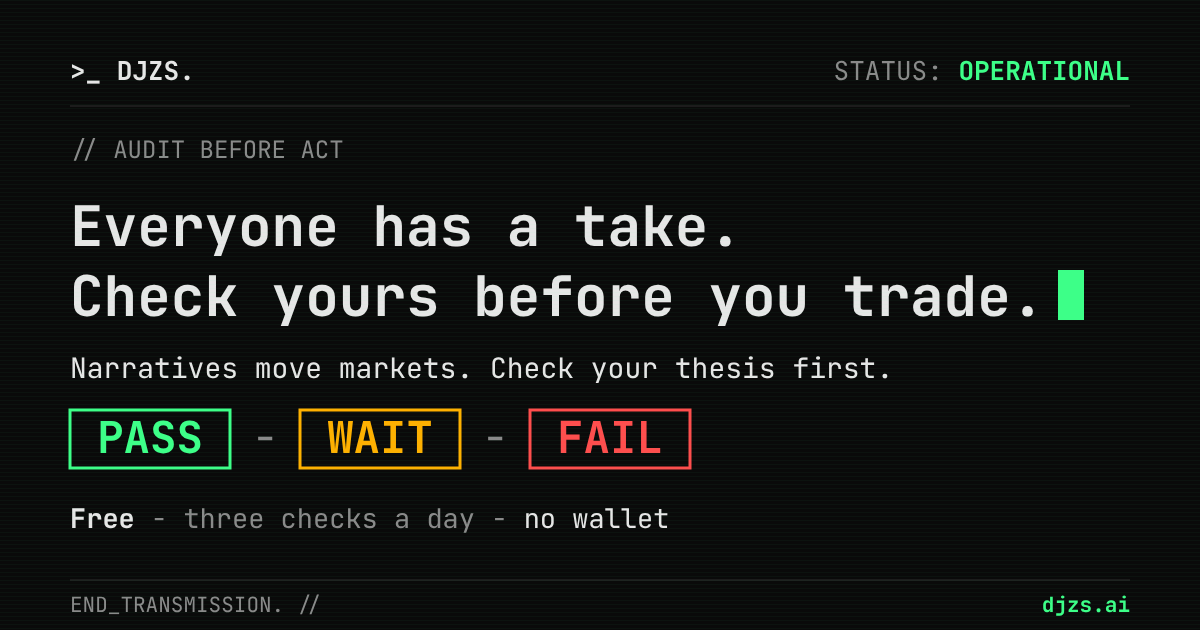 >_ DJZS.
STATUS: OPERATIONAL
// AUDIT BEFORE ACT
Everyone has a take.
Check yours before you trade.
Narratives move markets. Check your thesis first.
PASS - WAIT - FAIL
Free - three checks a day - no wallet
END_TRANSMISSION. //
djzs.ai